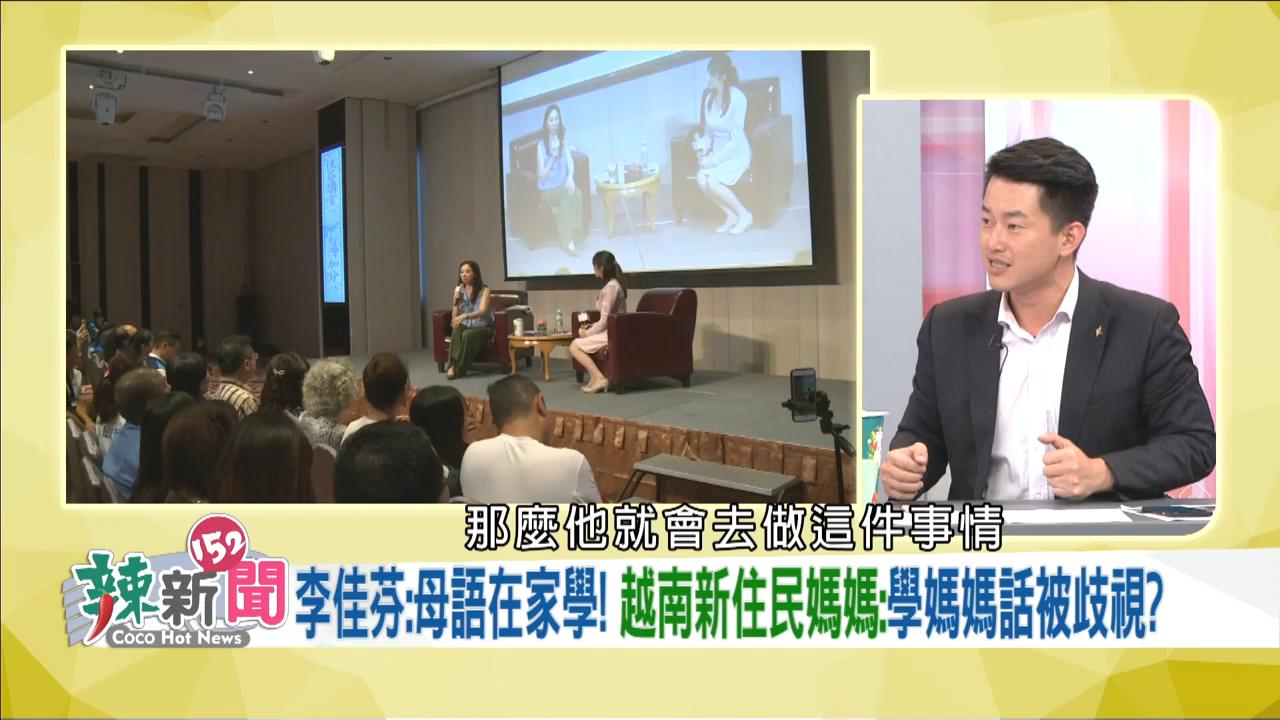 那麼他就會去做這件事情
152
辣新聞
Coco Hot News
李佳芬:母語在家學! 越南新住民媽媽:學媽媽話被歧視?